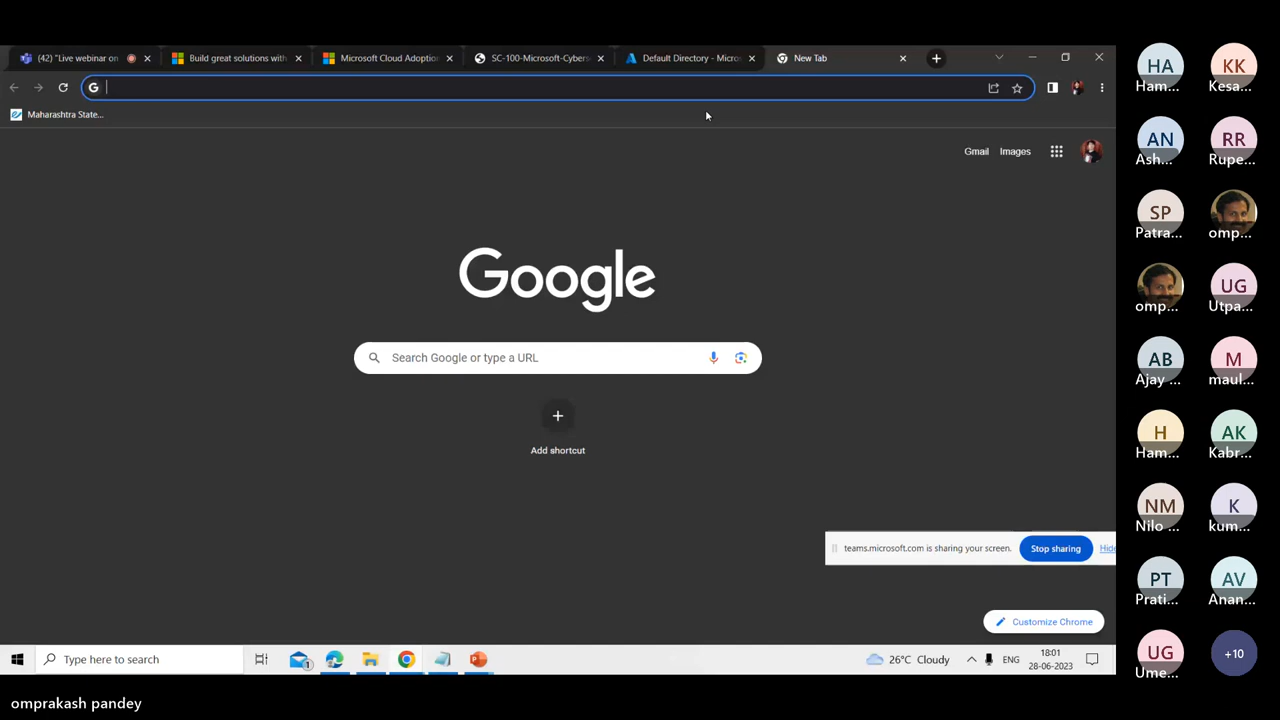 (42) "Live webinar on
Build great solutions with
Microsoft Cloud Adoption
SC-100-Microsoft-Cybers
Default Directory - Micros
New Tab
Maharashtra State...
Gmail
Images
Google
Search Google or type a URL
Add shortcut
teams.microsoft.com is sharing your screen.
Stop sharing
Hide
Customize Chrome
Type here to search
1
26°C Cloudy
ENG
18:01
28-06-2023
omprakash pandey
HA
Ham...
KK
Kesa...
AN
Ash...
RR
Rupe...
SP
Patra...
omp...
omp...
UG
Utpa...
AB
Ajay ...
M
maul...
H
Ham...
AK
Kabr...
NM
Nilo ...
K
kum...
PT
Prati...
AV
Anan...
UG
Ume...
+10